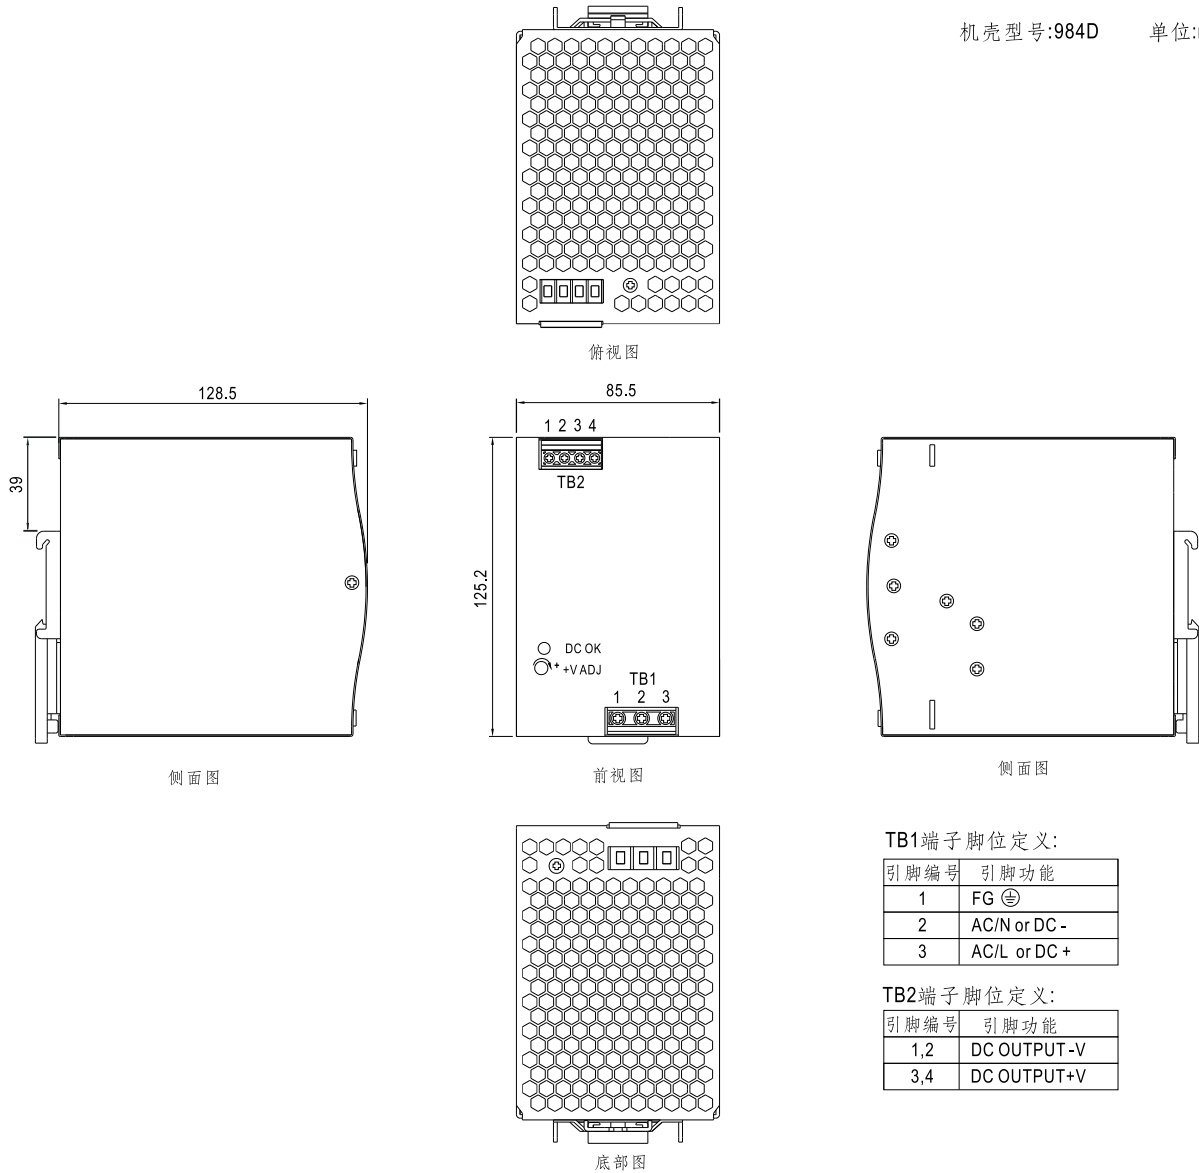 机壳型号:984D 单位:
俯视图
128.5
85.5
1 2 3 4
TB2
39
125.2
DC OK
+ +V ADJ
TB1
1 2 3
侧面图
前视图
侧面图
TB1端子脚位定义:
引脚编号 引脚功能
1 FG
2 AC/N or DC -
3 AC/L or DC +
TB2端子脚位定义:
引脚编号 引脚功能
1,2 DC OUTPUT -V
3,4 DC OUTPUT+V
底部图